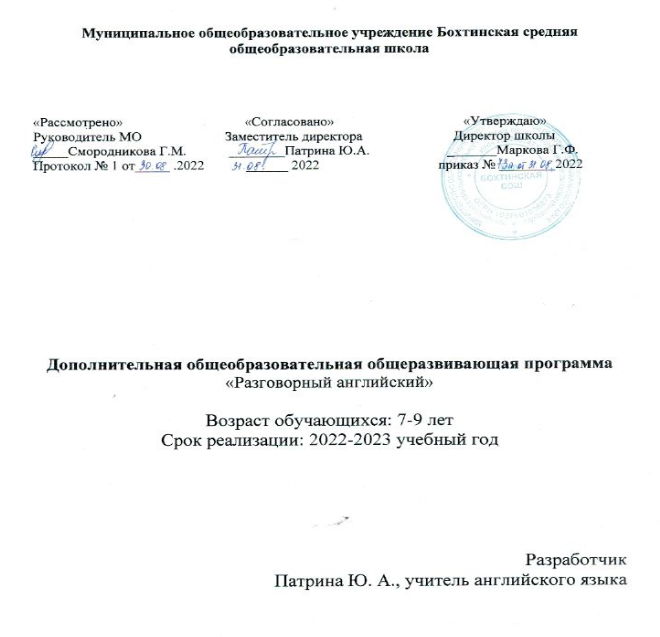 Муниципальное общеобразовательное учреждение Бохтинская средняя
общеобразовательная школа
«Рассмотрено» «Согласовано» «Утверждаю»
Руководитель МО Заместитель директора Директор школы
Смородникова Г.М. Патрина Ю.А. Маркова Г.Ф.
Протокол № 1 от 30.08 .2022 31.08. 2022 приказ № 73а от 31.08.2022
БОХТИНСКАЯ
СОШ
Дополнительная общеобразовательная общеразвивающая программа
«Разговорный английский»
Возраст обучающихся: 7-9 лет
Срок реализации: 2022-2023 учебный год
Разработчик
Патрина Ю. А., учитель английского языка